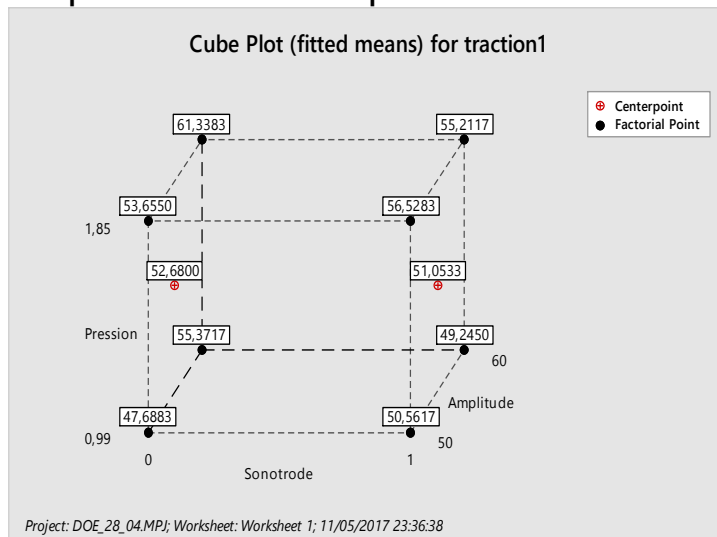 Cube Plot (fitted means) for traction1
Centerpoint
Factorial Point
61,3383
55,2117
53,6550
56,5283
1,85
52,6800
51,0533
Pression
55,3717
49,2450
60
Amplitude
47,6883
50,5617
0,99
50
0
1
Sonotrode
Project: DOE_28_04.MPJ; Worksheet: Worksheet 1; 11/05/2017 23:36:38